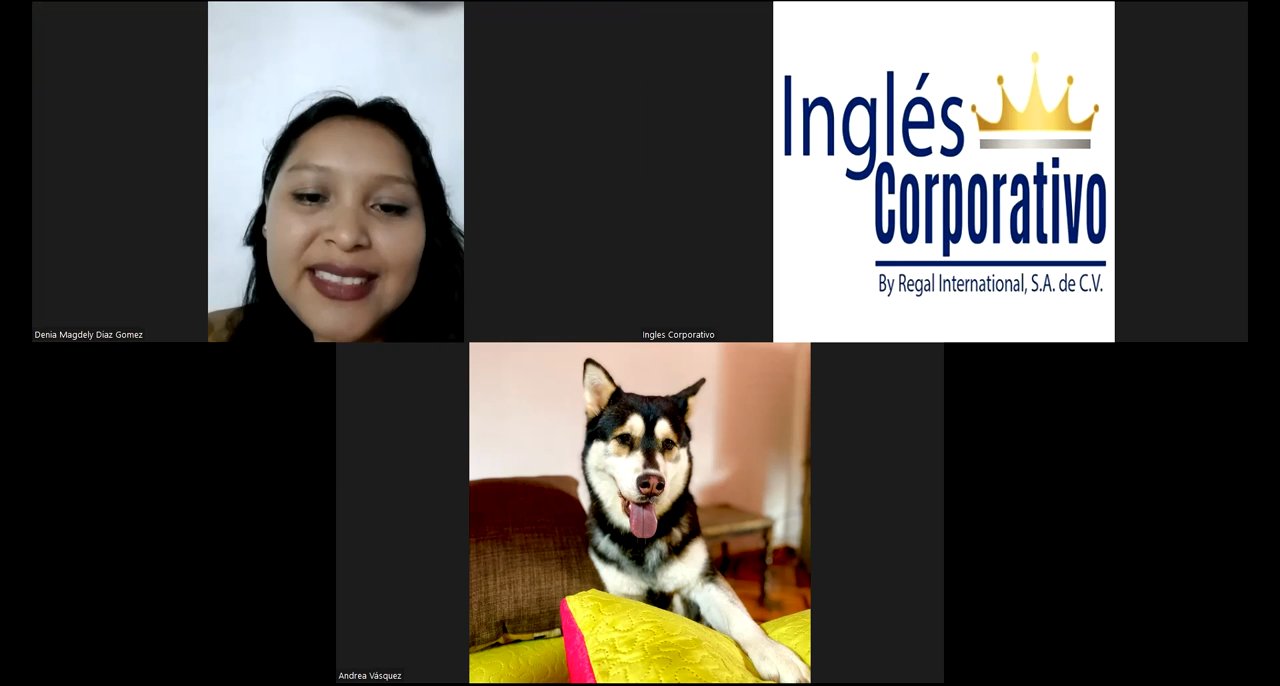 Inglés
Corporativo
By Regal International, S.A. de C.V.
Denia Magdely Diaz Gomez
Ingles Corporativo
Andrea Vásquez